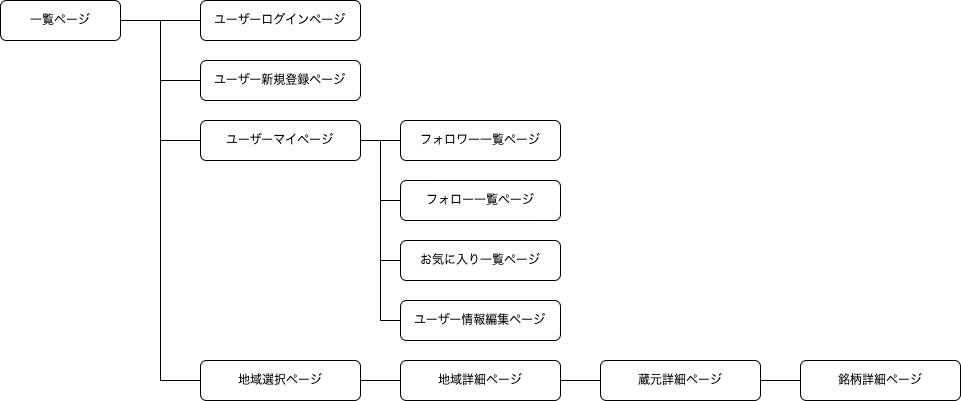 一覧ページ
ユーザーログインページ
ユーザー新規登録ページ
ユーザーマイページ
フォロワー一覧ページ
フォロー一覧ページ
お気に入り一覧ページ
ユーザー情報編集ページ
地域選択ページ
地域詳細ページ
蔵元詳細ページ
銘柄詳細ページ